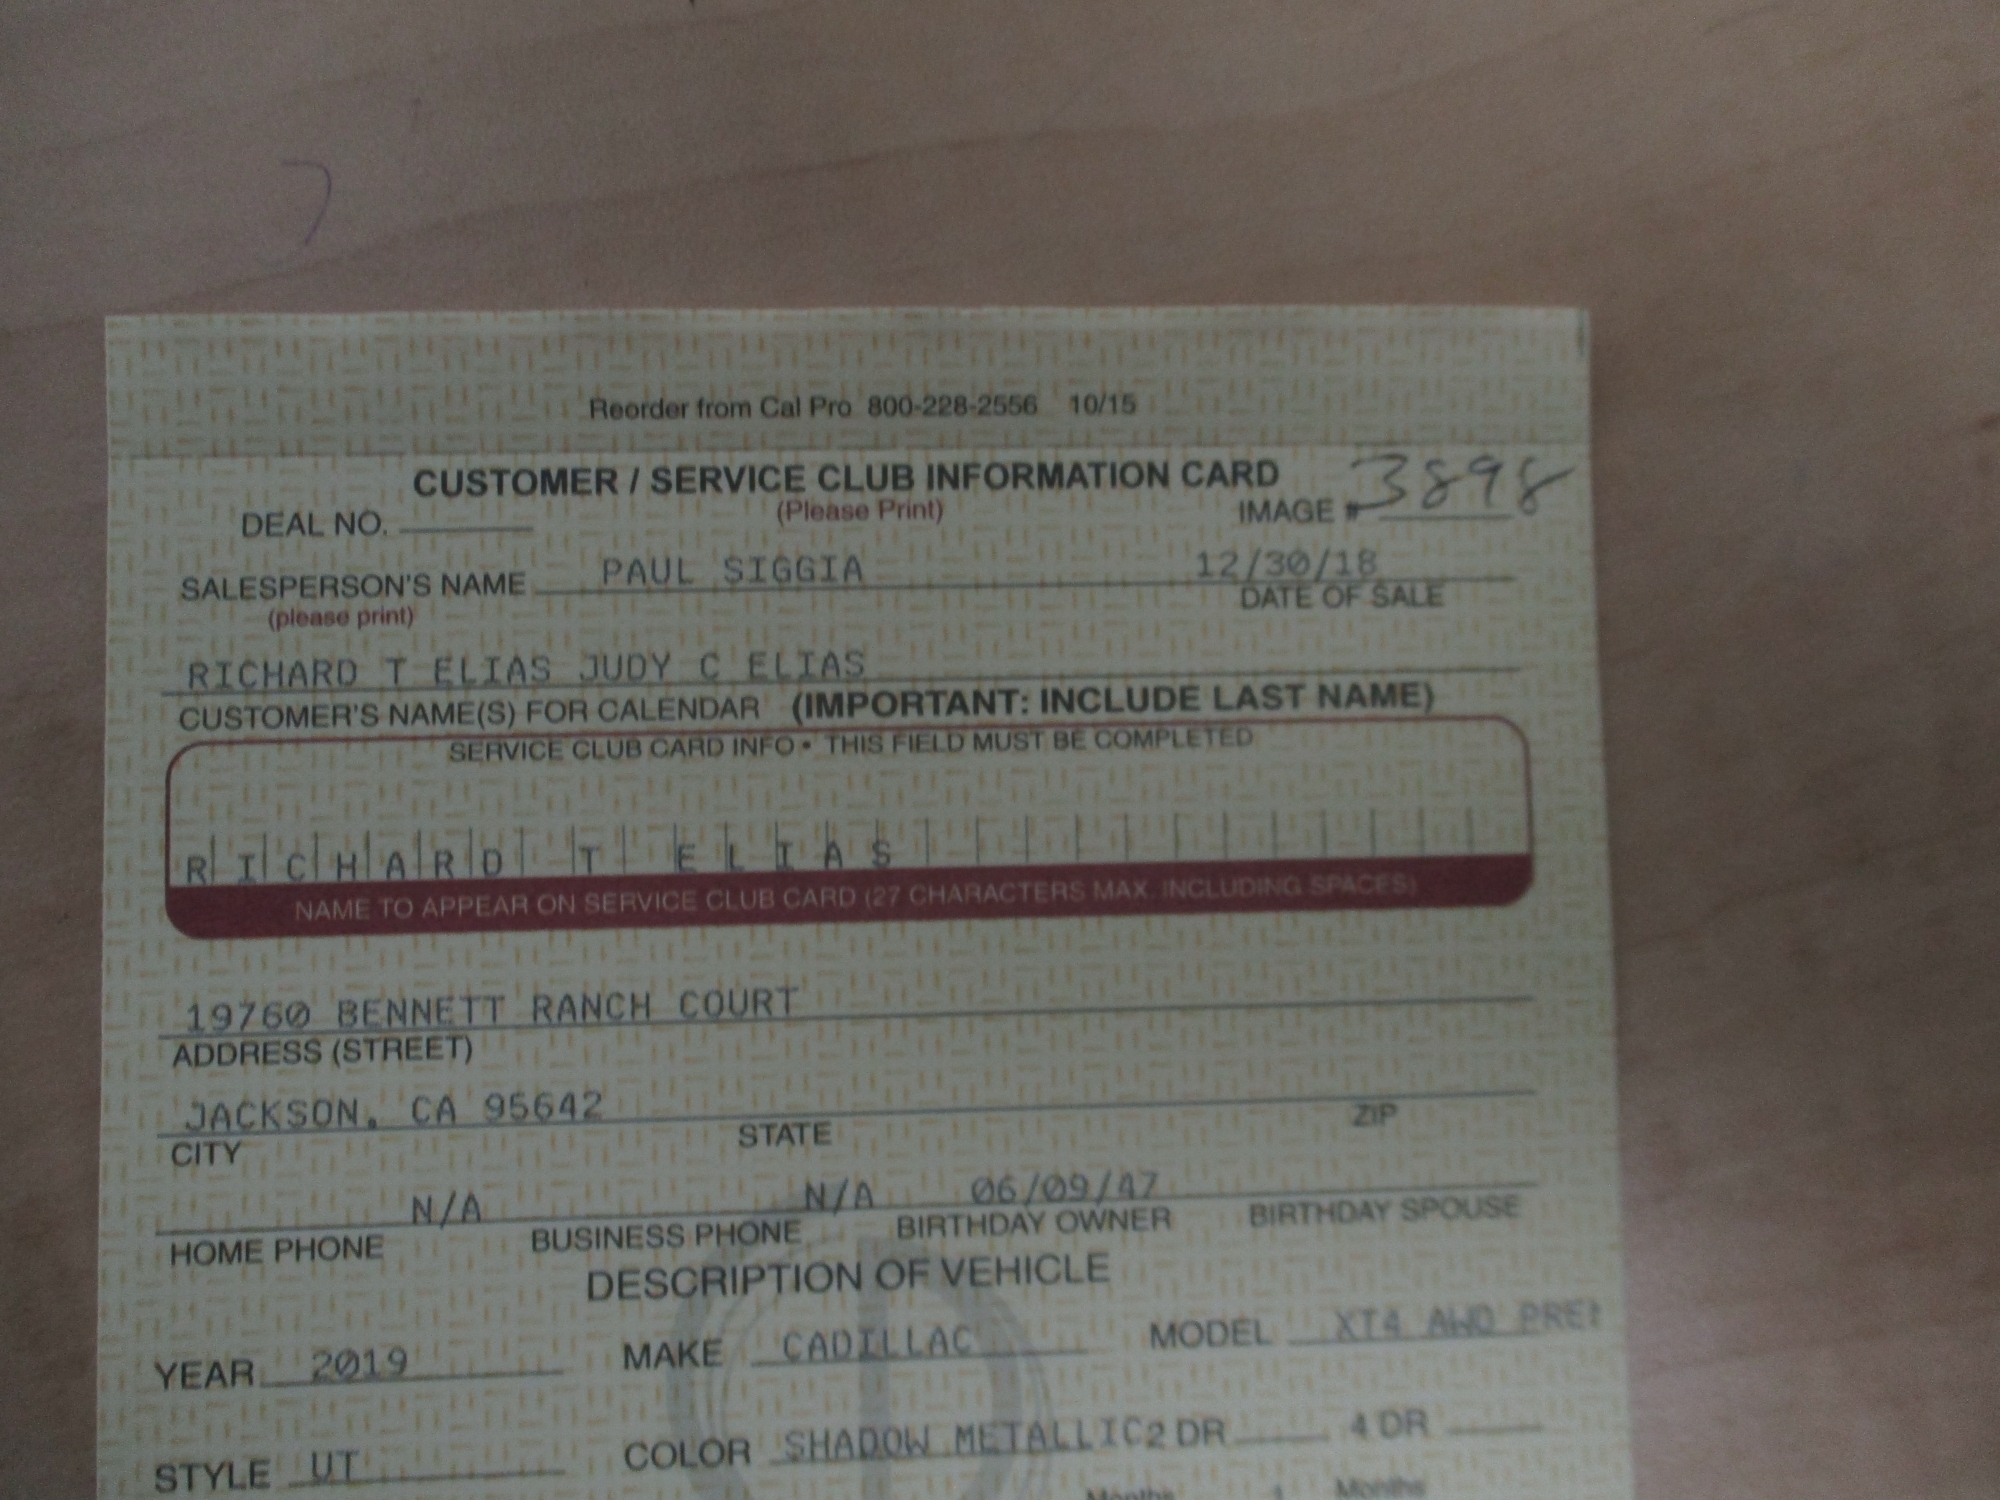 Reorder from Cal Pro 800-228-2556 10/15
CUSTOMER / SERVICE CLUB INFORMATION CARD
DEAL NO. (Please Print) IMAGE # 3898
SALESPERSON'S NAME PAUL SIGGIA 12/30/18
(please print) DATE OF SALE
RICHARD T ELIAS JUDY C ELIAS
CUSTOMER'S NAME(S) FOR CALENDAR (IMPORTANT: INCLUDE LAST NAME)
SERVICE CLUB CARD INFO • THIS FIELD MUST BE COMPLETED
RICHARD T ELIAS
NAME TO APPEAR ON SERVICE CLUB CARD (27 CHARACTERS MAX. INCLUDING SPACES)
19760 BENNETT RANCH COURT
ADDRESS (STREET)
JACKSON, CA 95642
CITY STATE ZIP
N/A N/A 06/09/47
HOME PHONE BUSINESS PHONE BIRTHDAY OWNER BIRTHDAY SPOUSE
DESCRIPTION OF VEHICLE
YEAR 2019 MAKE CADILLAC MODEL XT4 AWD
STYLE UT COLOR SHADOW METALLIC 2 DR 4 DR
Months Months